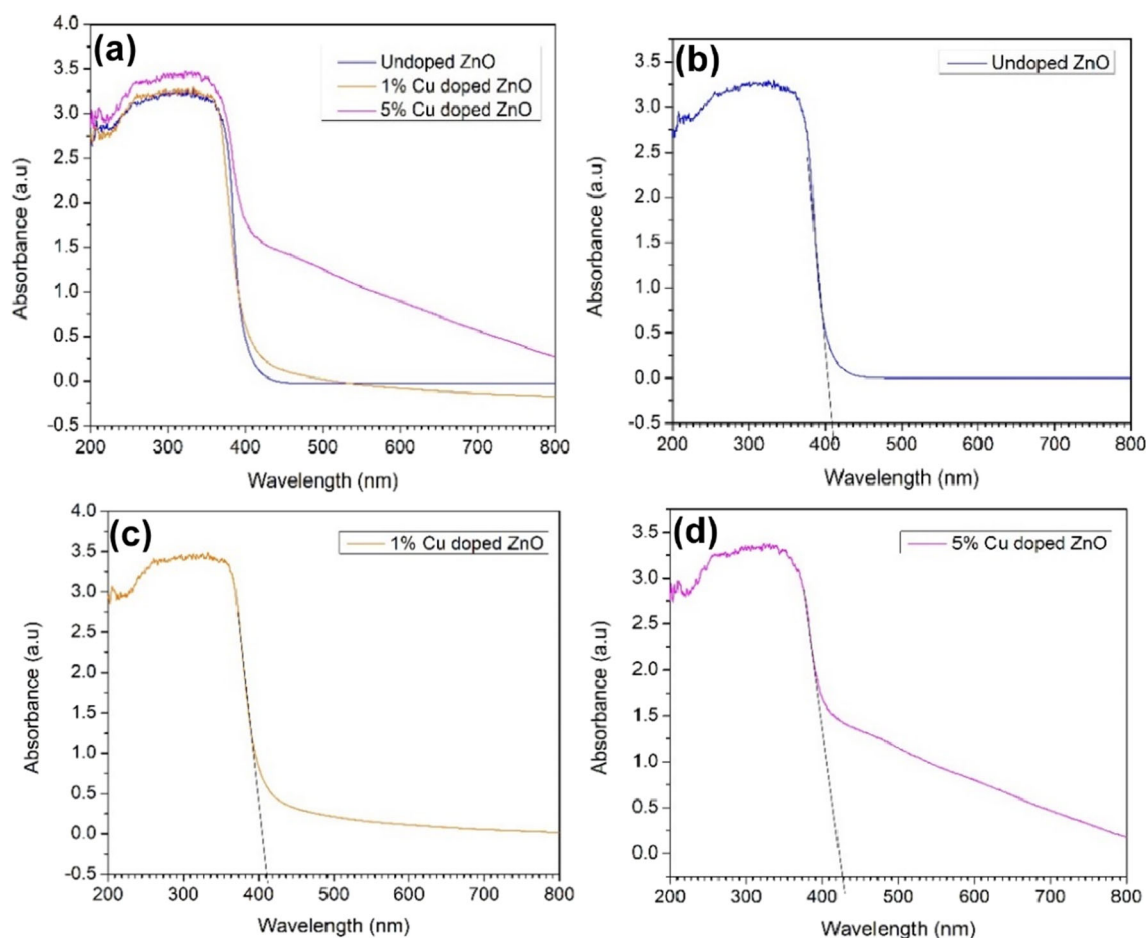 (a)
Undoped ZnO
1% Cu doped ZnO
5% Cu doped ZnO
4.0
3.5
3.0
2.5
2.0
1.5
1.0
0.5
0.0
-0.5
200 300 400 500 600 700 800
Absorbance (a.u)
Wavelength (nm)
(b)
Undoped ZnO
3.5
3.0
2.5
2.0
1.5
1.0
0.5
0.0
-0.5
200 300 400 500 600 700 800
Absorbance (a.u)
Wavelength (nm)
(c)
1% Cu doped ZnO
4.0
3.5
3.0
2.5
2.0
1.5
1.0
0.5
0.0
-0.5
200 300 400 500 600 700 800
Absorbance (a.u)
Wavelength (nm)
(d)
5% Cu doped ZnO
3.5
3.0
2.5
2.0
1.5
1.0
0.5
0.0
200 300 400 500 600 700 800
Absorbance (a.u)
Wavelength (nm)